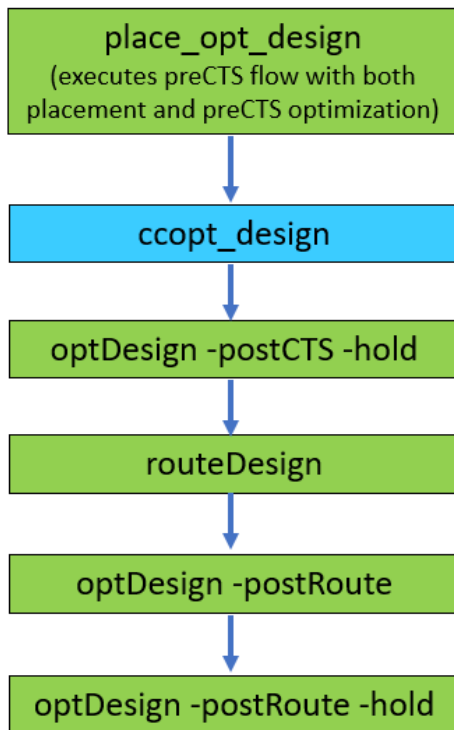 place_opt_design
(executes preCTS flow with both
placement and preCTS optimization)
ccopt_design
optDesign -postCTS -hold
routeDesign
optDesign -postRoute
optDesign -postRoute -hold